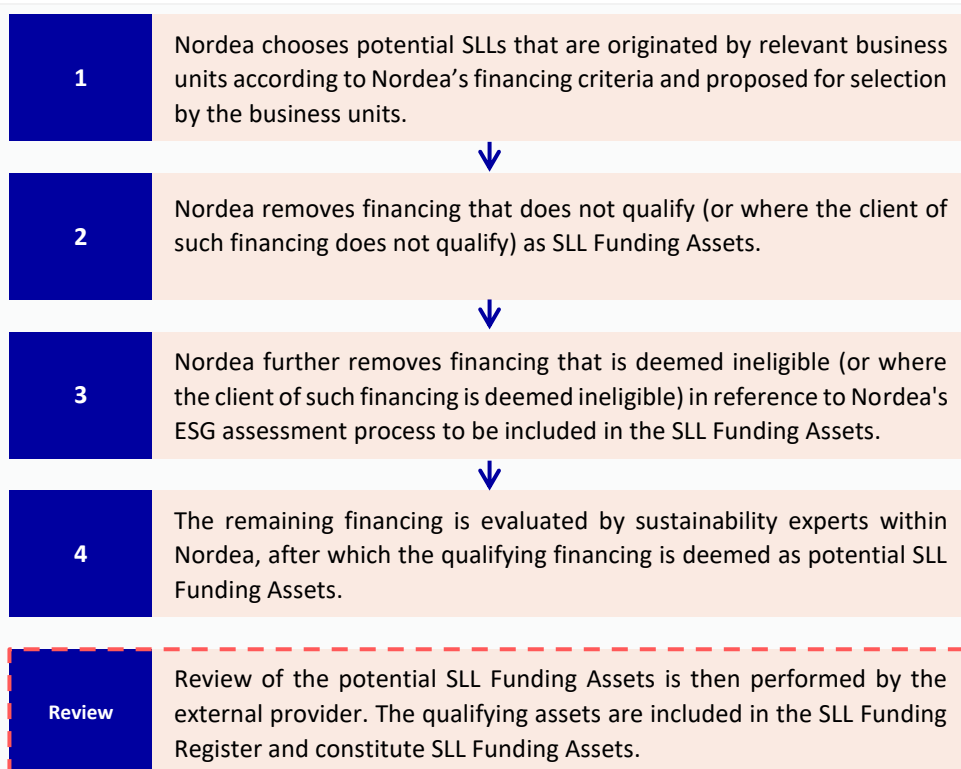 1
Nordea chooses potential SLLs that are originated by relevant business
units according to Nordea’s financing criteria and proposed for selection
by the business units.
2
Nordea removes financing that does not qualify (or where the client of
such financing does not qualify) as SLL Funding Assets.
3
Nordea further removes financing that is deemed ineligible (or where
the client of such financing is deemed ineligible) in reference to Nordea's
ESG assessment process to be included in the SLL Funding Assets.
4
The remaining financing is evaluated by sustainability experts within
Nordea, after which the qualifying financing is deemed as potential SLL
Funding Assets.
Review
Review of the potential SLL Funding Assets is then performed by the
external provider. The qualifying assets are included in the SLL Funding
Register and constitute SLL Funding Assets.